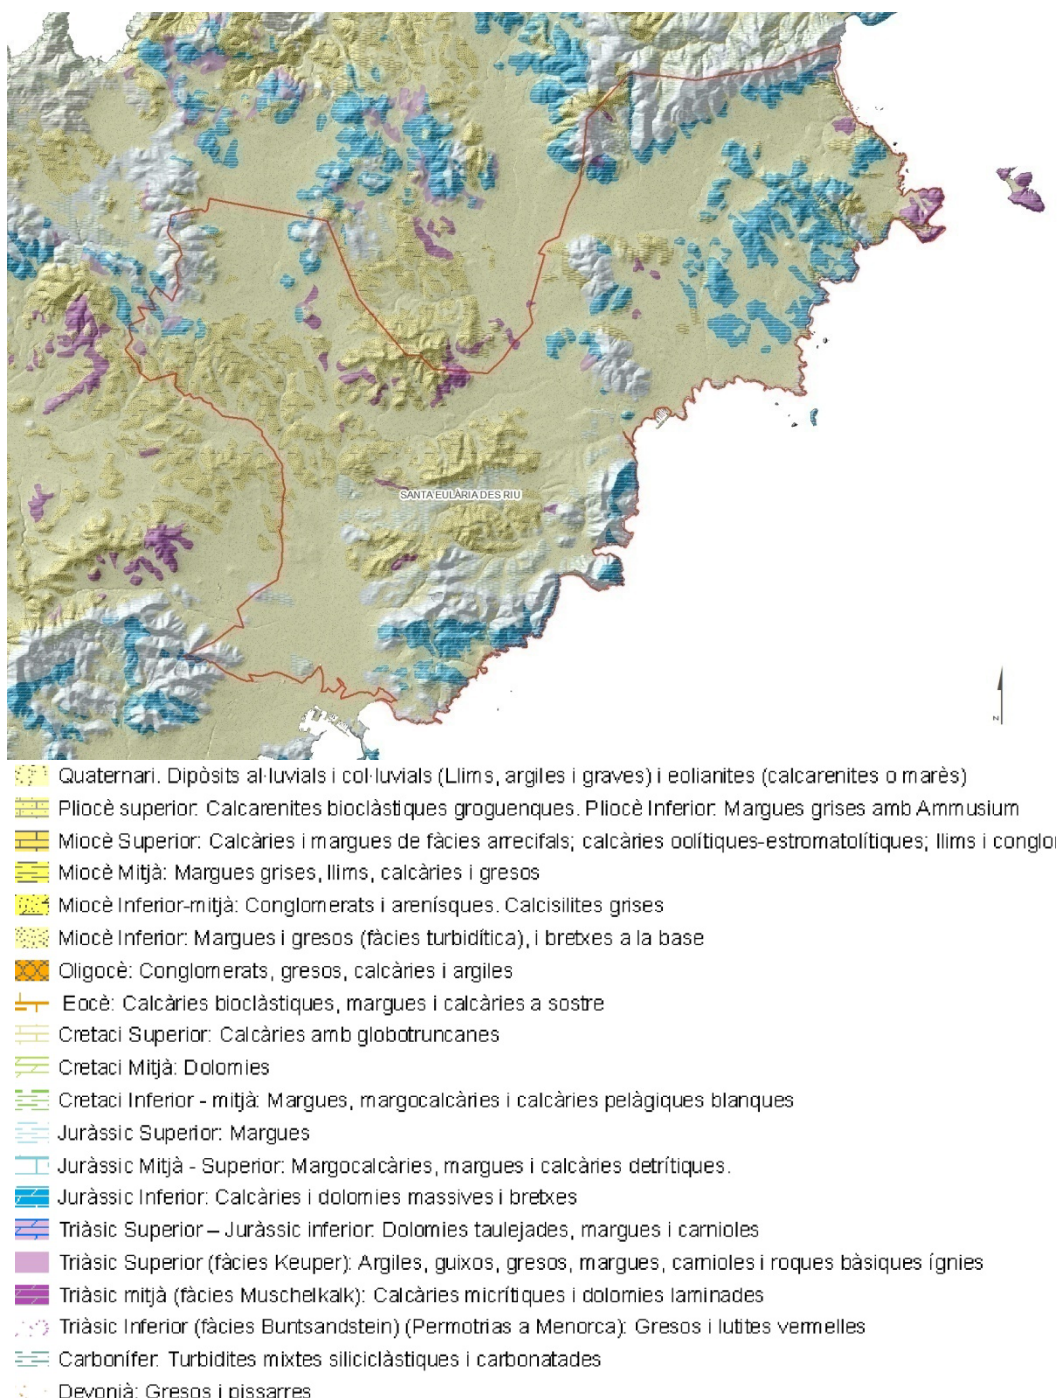 SANTA EULÀRIA DES RIU
N
Quaternari. Dipòsits al·luvials i col·luvials (Llims, argiles i graves) i eolianites (calcarenites o marès)
Pliocè superior: Calcarenites bioclàstiques groguenques. Pliocè Inferior: Margues grises amb Ammusium
Miocè Superior: Calcàries i margues de fàcies arrecifals; calcàries oolítiques-estromatolítiques; llims i conglo
Miocè Mitjà: Margues grises, llims, calcàries i gresos
Miocè Inferior-mitjà: Conglomerats i arenísques. Calcisilites grises
Miocè Inferior: Margues i gresos (fàcies turbidítica), i bretxes a la base
Oligocè: Conglomerats, gresos, calcàries i argiles
Eocè: Calcàries bioclàstiques, margues i calcàries a sostre
Cretaci Superior: Calcàries amb globotruncanes
Cretaci Mitjà: Dolomies
Cretaci Inferior - mitjà: Margues, margocalcàries i calcàries pelàgiques blanques
Juràssic Superior: Margues
Juràssic Mitjà - Superior: Margocalcàries, margues i calcàries detrítiques.
Juràssic Inferior: Calcàries i dolomies massives i bretxes
Triàsic Superior – Juràssic inferior: Dolomies taulejades, margues i carnioles
Triàsic Superior (fàcies Keuper): Argiles, guixos, gresos, margues, carnioles i roques bàsiques ígnies
Triàsic mitjà (fàcies Muschelkalk): Calcàries micrítiques i dolomies laminades
Triàsic Inferior (fàcies Buntsandstein) (Permotrias a Menorca): Gresos i lutites vermelles
Carbonífer: Turbidites mixtes siliciclàstiques i carbonatades
Devonià: Gresos i pissarres